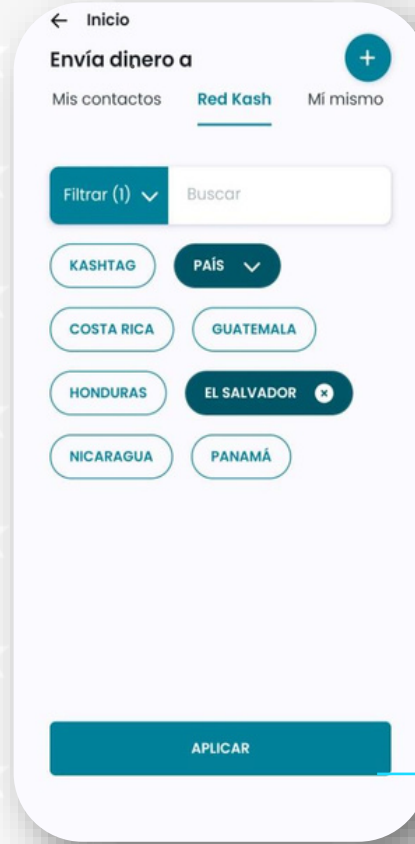 Inicio
Envía dinero a
Mis contactos Red Kash Mí mismo
Filtrar (1) Buscar
KASHTAG PAÍS
COSTA RICA GUATEMALA
HONDURAS EL SALVADOR
NICARAGUA PANAMÁ
APLICAR